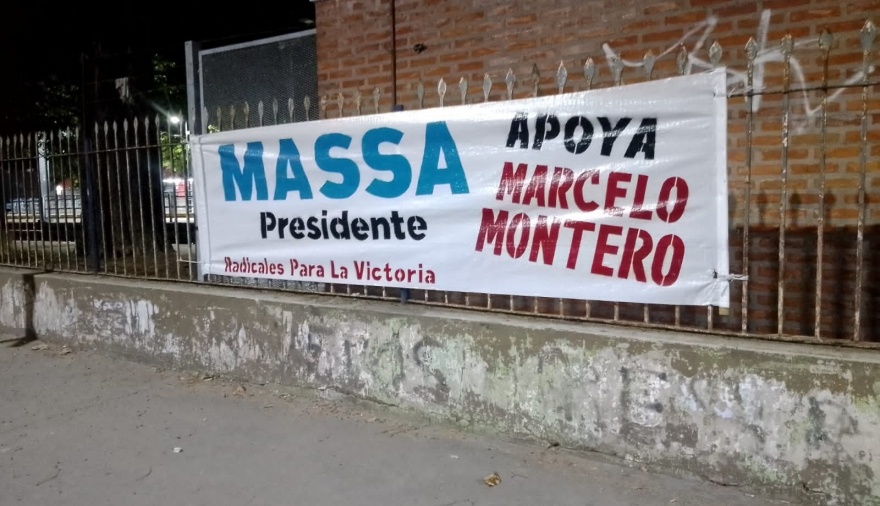 MASSA
Presidente
Radicales Para La Victoria
APOYA
MARCELO
MONTERO